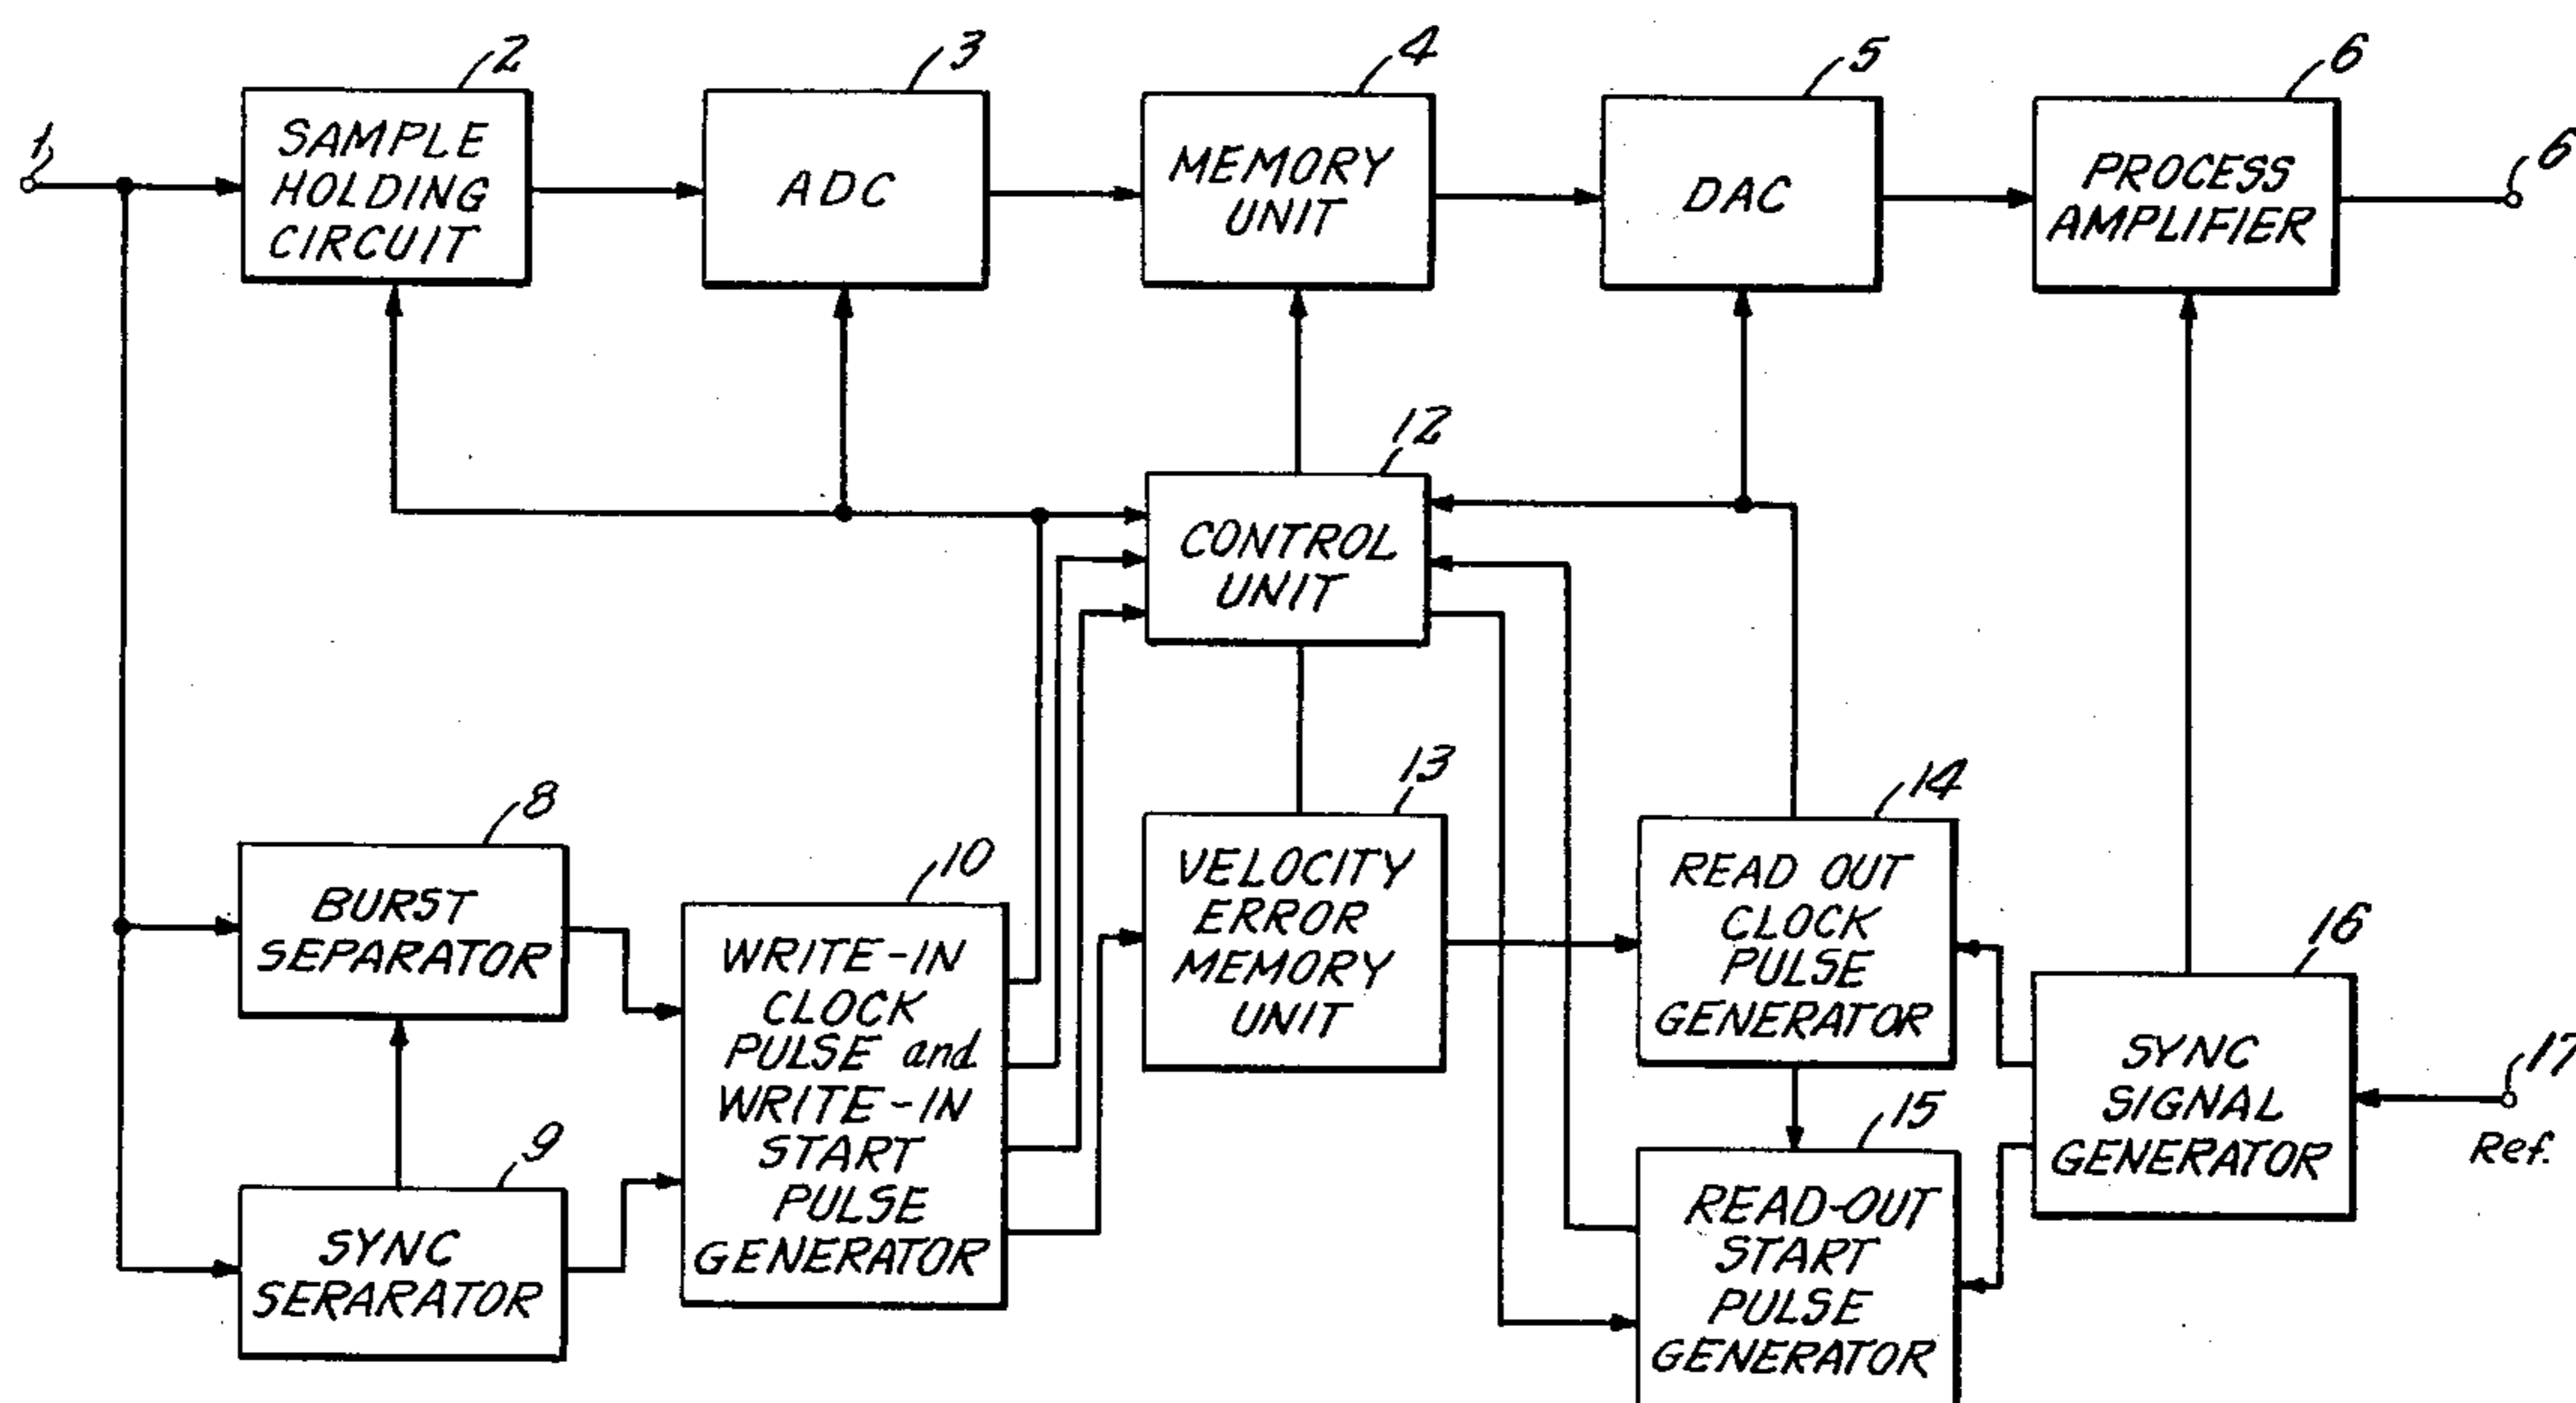 1
2
SAMPLE
HOLDING
CIRCUIT
3
ADC
4
MEMORY
UNIT
5
DAC
6
PROCESS
AMPLIFIER
6
12
CONTROL
UNIT
8
BURST
SEPARATOR
9
SYNC
SERARATOR
10
WRITE-IN
CLOCK
PULSE and
WRITE-IN
START
PULSE
GENERATOR
13
VELOCITY
ERROR
MEMORY
UNIT
14
READ OUT
CLOCK
PULSE
GENERATOR
15
READ-OUT
START
PULSE
GENERATOR
16
SYNC
SIGNAL
GENERATOR
17
Ref.